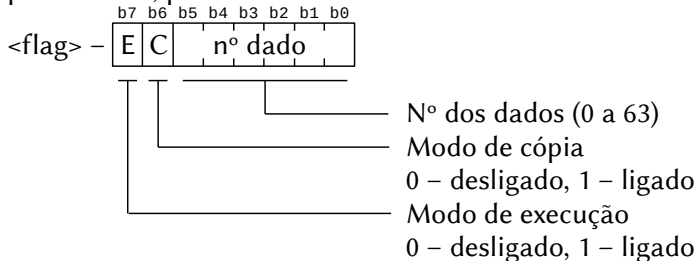 b7 b6 b5 b4 b3 b2 b1 b0
<flag> – E C nº dado
Nº dos dados (0 a 63)
Modo de cópia
0 – desligado, 1 – ligado
Modo de execução
0 – desligado, 1 – ligado